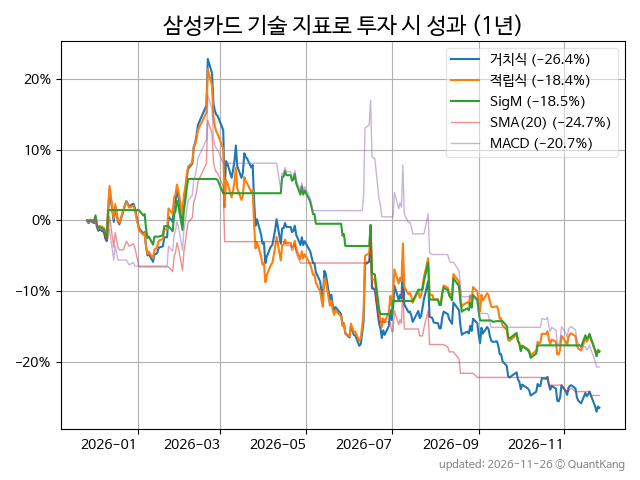 삼성카드 기술 지표로 투자 시 성과 (1년)
거치식 (−26.4%)
적립식 (−18.4%)
SigM (−18.5%)
SMA(20) (−24.7%)
MACD (−20.7%)
20%
10%
0%
−10%
−20%
2026-01 2026-03 2026-05 2026-07 2026-09 2026-11
updated: 2026-11-26 ⓒ QuantKang